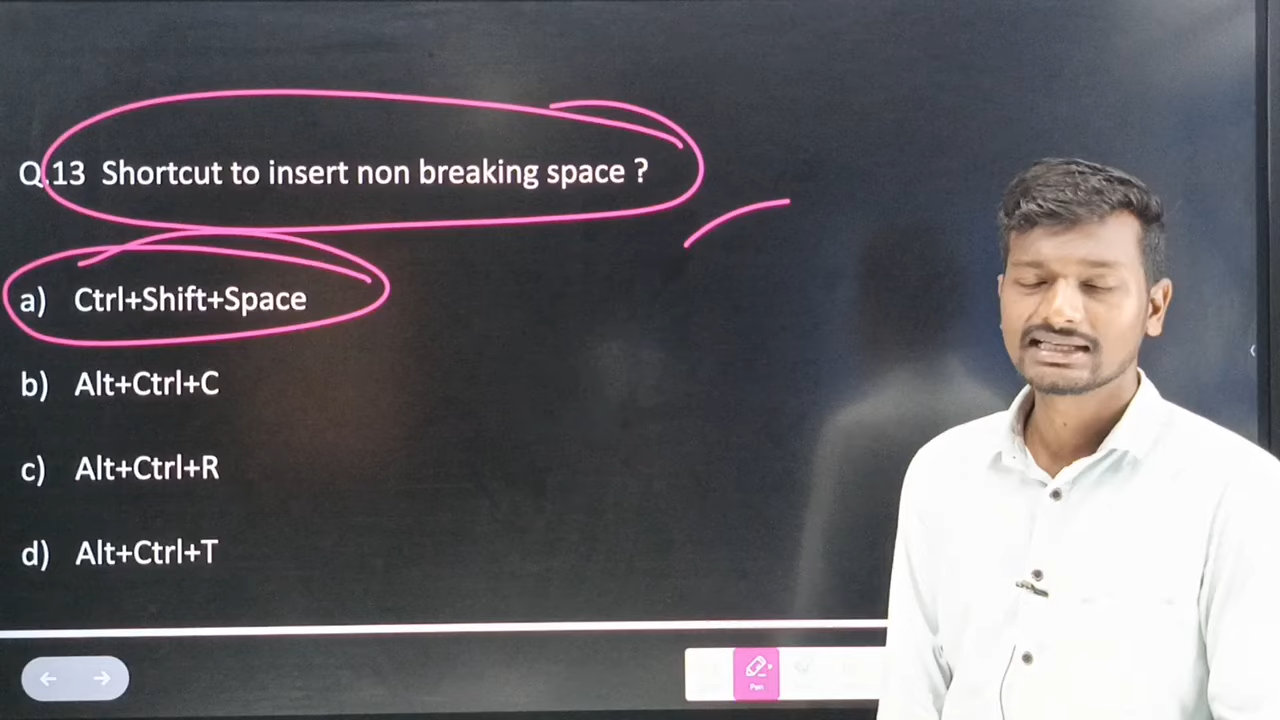 Q.13 Shortcut to insert non breaking space ?
a) Ctrl+Shift+Space
b) Alt+Ctrl+C
c) Alt+Ctrl+R
d) Alt+Ctrl+T
Pen